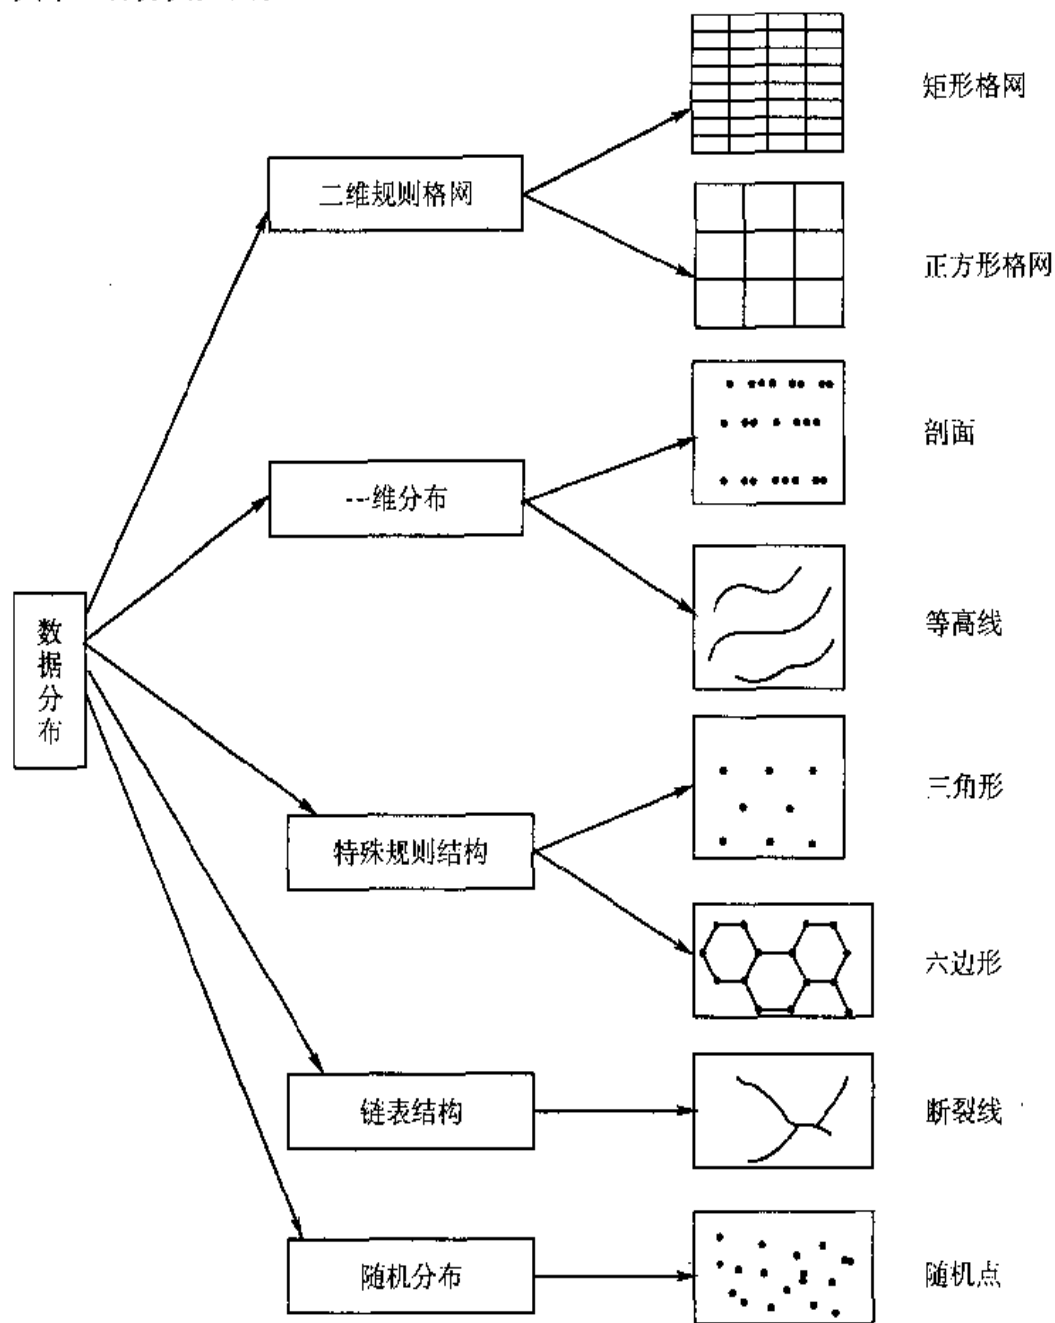 矩形格网
二维规则格网
正方形格网
剖面
一维分布
等高线
数据分布
三角形
特殊规则结构
六边形
链表结构
断裂线
随机分布
随机点